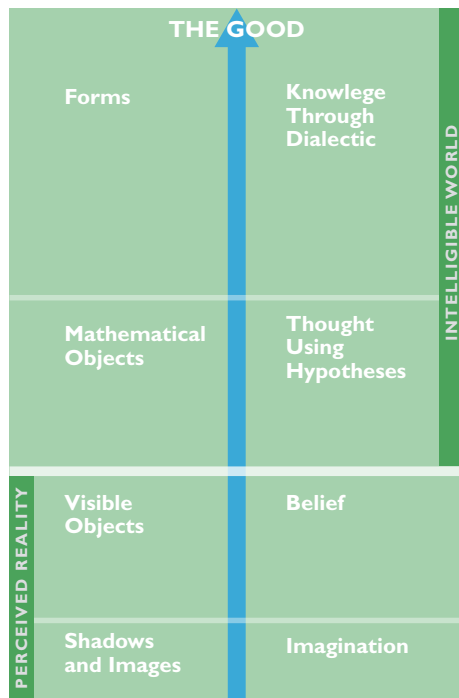 THE GOOD
Forms
Knowlege
Through
Dialectic
INTELLIGIBLE WORLD
Mathematical
Objects
Thought
Using
Hypotheses
PERCEIVED REALITY
Visible
Objects
Belief
Shadows
and Images
Imagination